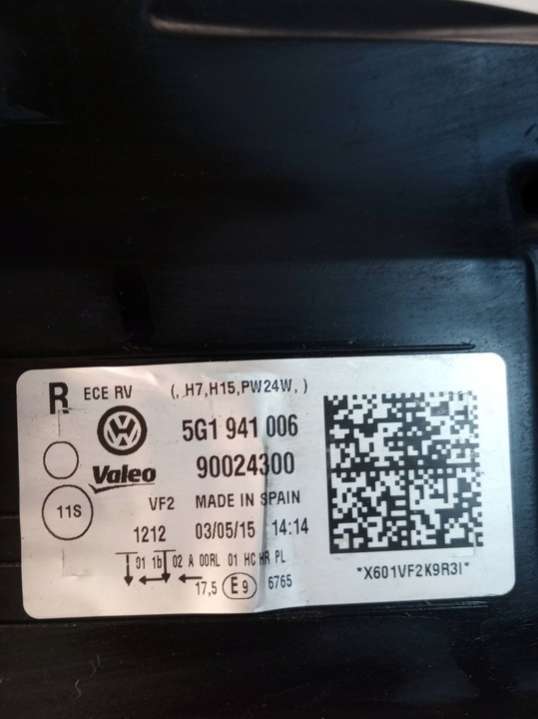 R ECE RV (,H7,H15,PW24W,)
5G1 941 006
Valeo 90024300
11S VF2 MADE IN SPAIN
1212 03/05/15 14:14
01 1b 02 A 00RL 01 HC HR PL
17,5 E9 6765
*X601VF2K9R3I*